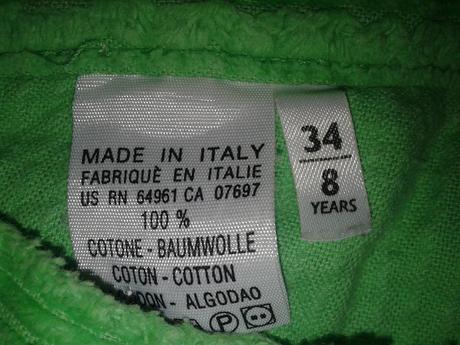 MADE IN ITALY
FABRIQUÈ EN ITALIE
US RN 64961 CA 07697
100 %
COTONE - BAUMWOLLE
COTON - COTTON
- ALGODAO
P
34
8
YEARS